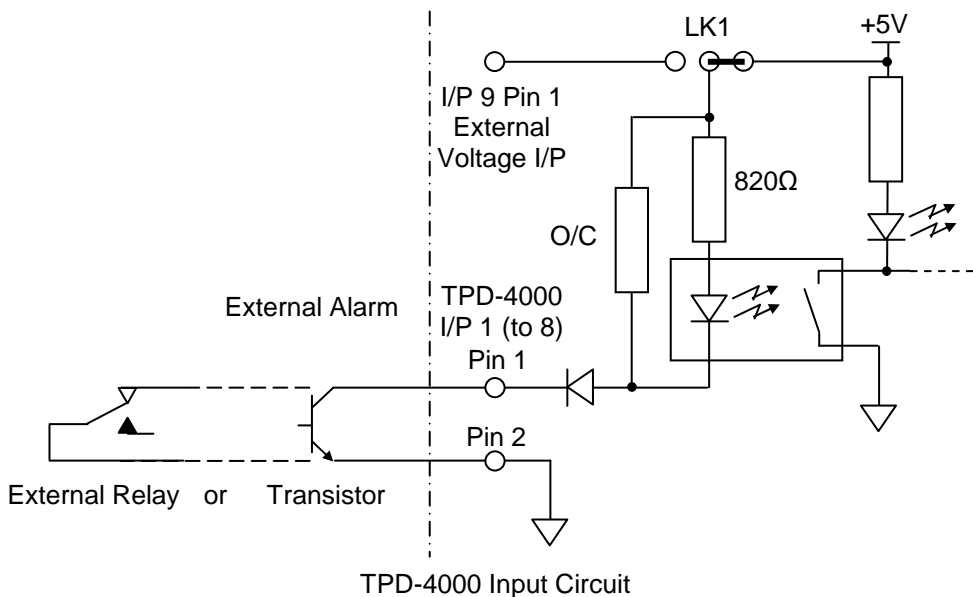 LK1
+5V
I/P 9 Pin 1
External
Voltage I/P
820Ω
O/C
External Alarm
TPD-4000
I/P 1 (to 8)
Pin 1
Pin 2
External Relay or Transistor
TPD-4000 Input Circuit